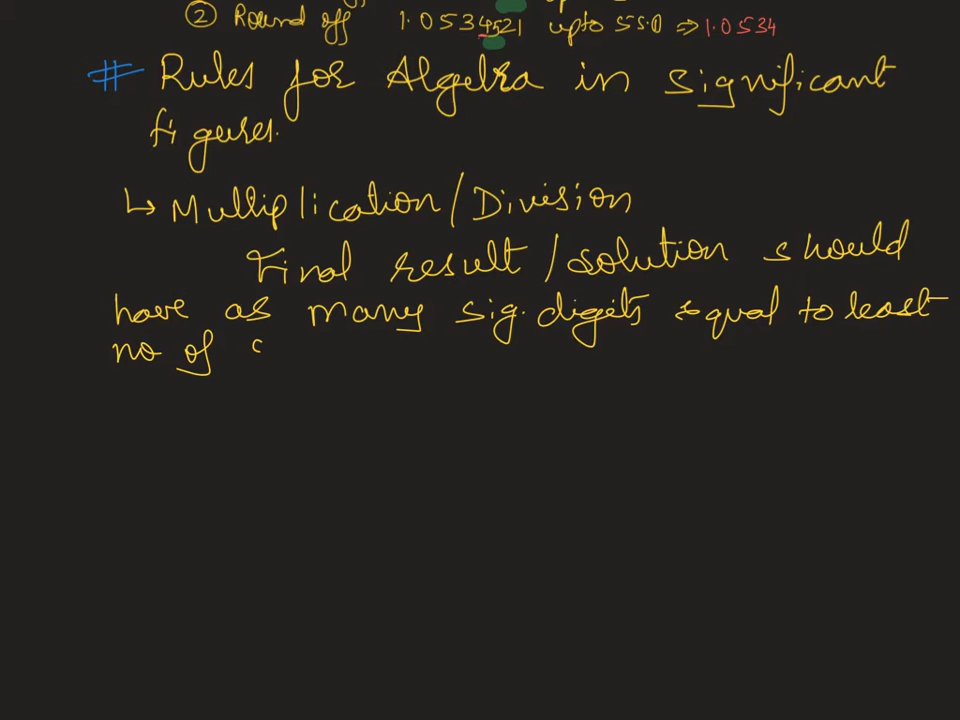 ② Round off 1.0534521 upto 5S.D ⇒ 1.0534
# Rules for Algebra in significant
figures.
↳ Multiplication/Division
Final result/solution should
have as many sig. digits equal to least
no of